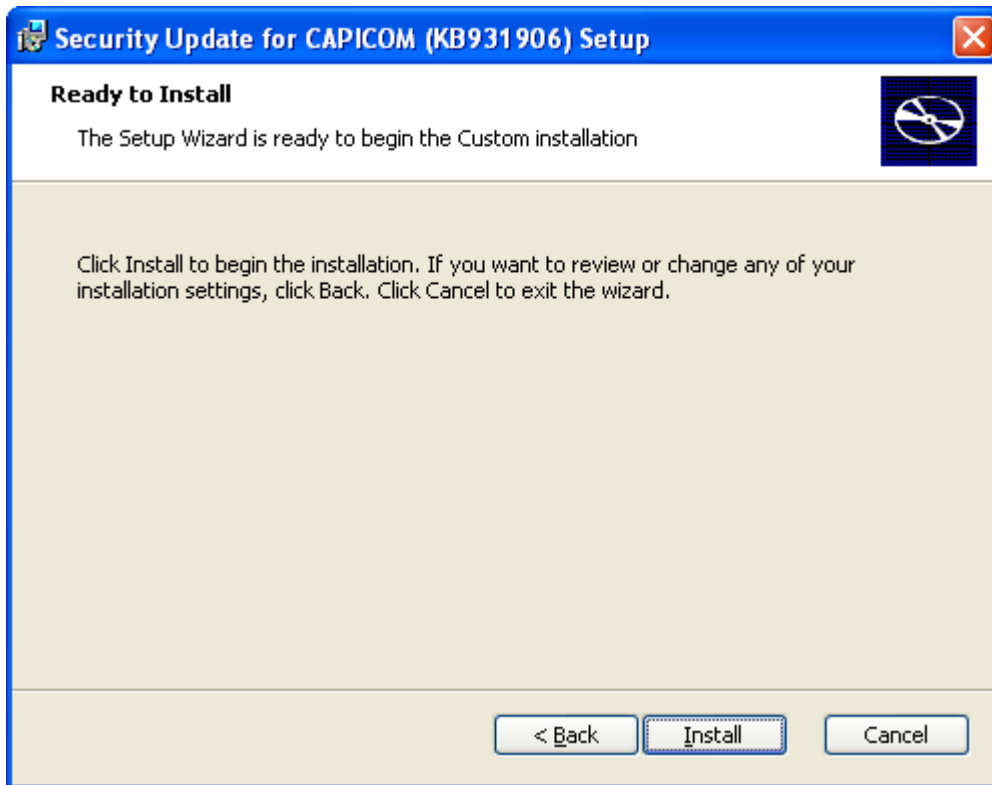 Security Update for CAPICOM (KB931906) Setup
Ready to Install
The Setup Wizard is ready to begin the Custom installation
Click Install to begin the installation. If you want to review or change any of your
installation settings, click Back. Click Cancel to exit the wizard.
< Back Install Cancel